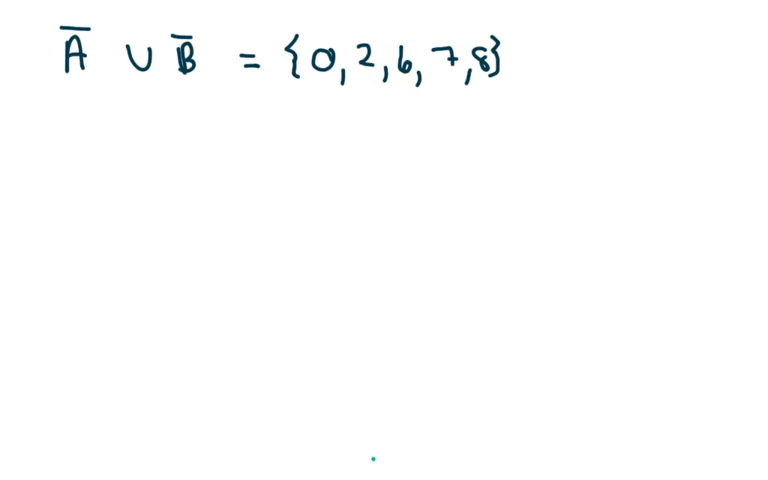 A̅ ∪ B̅ = {0, 2, 6, 7, 8}